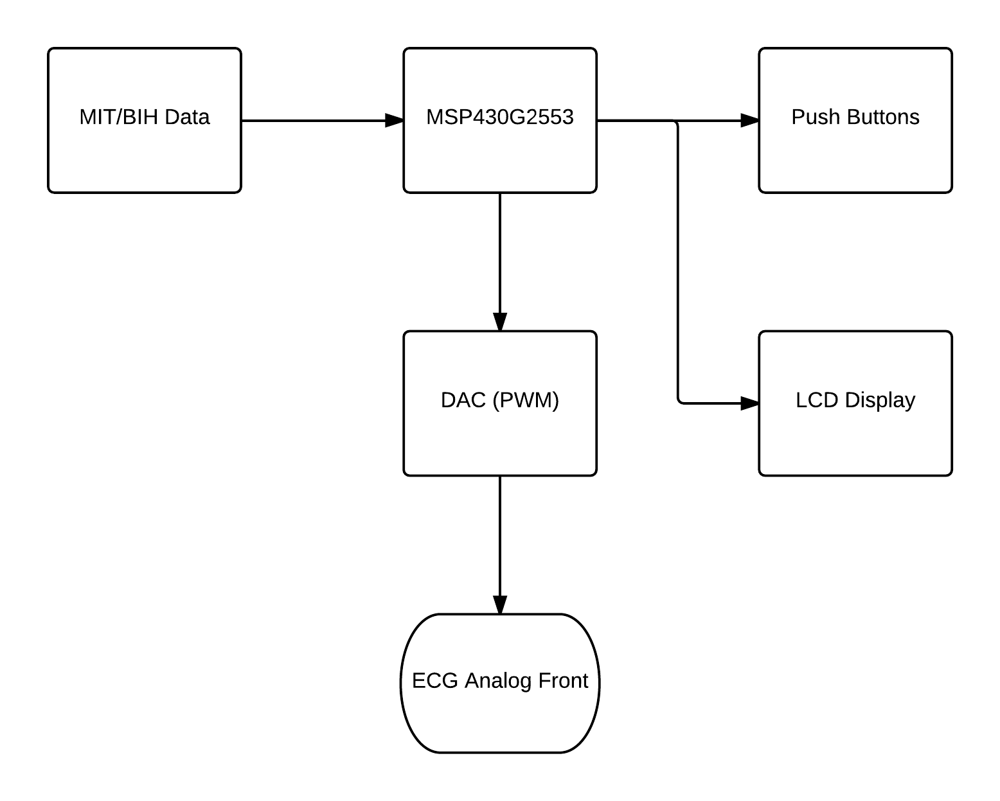 MIT/BIH Data
MSP430G2553
Push Buttons
DAC (PWM)
LCD Display
ECG Analog Front